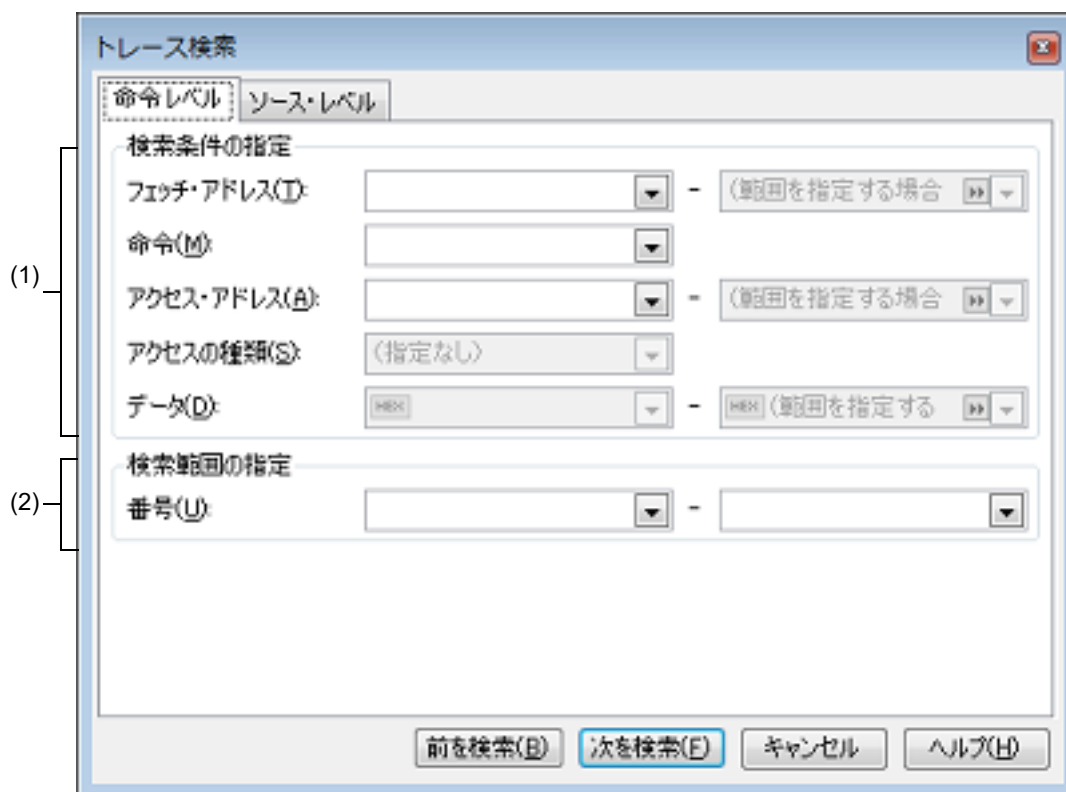 トレース検索
命令レベル ソース・レベル
(1)
検索条件の指定
フェッチ・アドレス(T): - (範囲を指定する場合
命令(M):
アクセス・アドレス(A): - (範囲を指定する場合
アクセスの種類(S): (指定なし)
データ(D): HEX - HEX (範囲を指定する
(2)
検索範囲の指定
番号(U): -
前を検索(B) 次を検索(F) キャンセル ヘルプ(H)